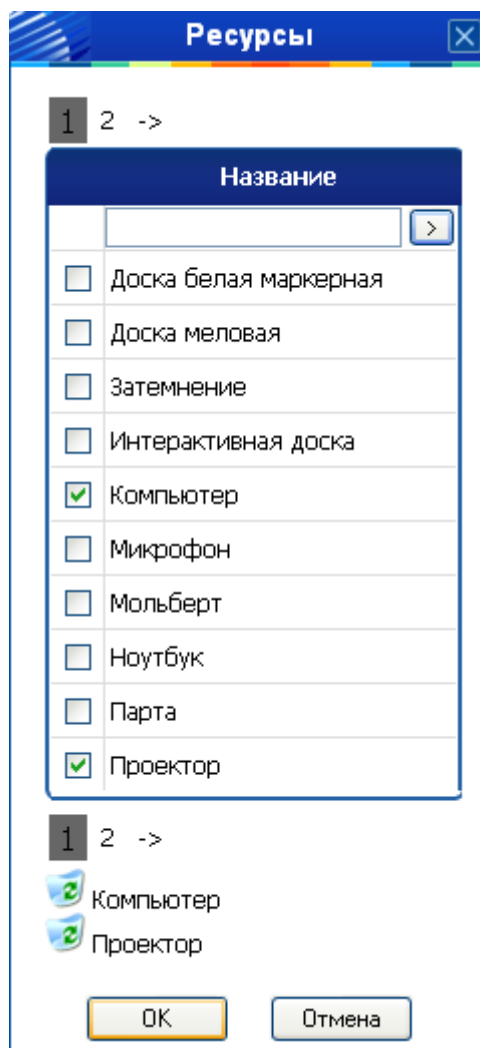 Ресурсы
1 2 ->
Название
>
Доска белая маркерная
Доска меловая
Затемнение
Интерактивная доска
Компьютер
Микрофон
Мольберт
Ноутбук
Парта
Проектор
1 2 ->
Компьютер
Проектор
OK Отмена